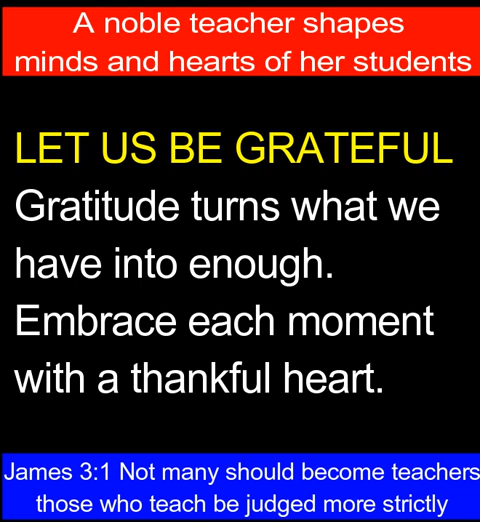 A noble teacher shapes
minds and hearts of her students
LET US BE GRATEFUL
Gratitude turns what we
have into enough.
Embrace each moment
with a thankful heart.
James 3:1 Not many should become teachers
those who teach be judged more strictly